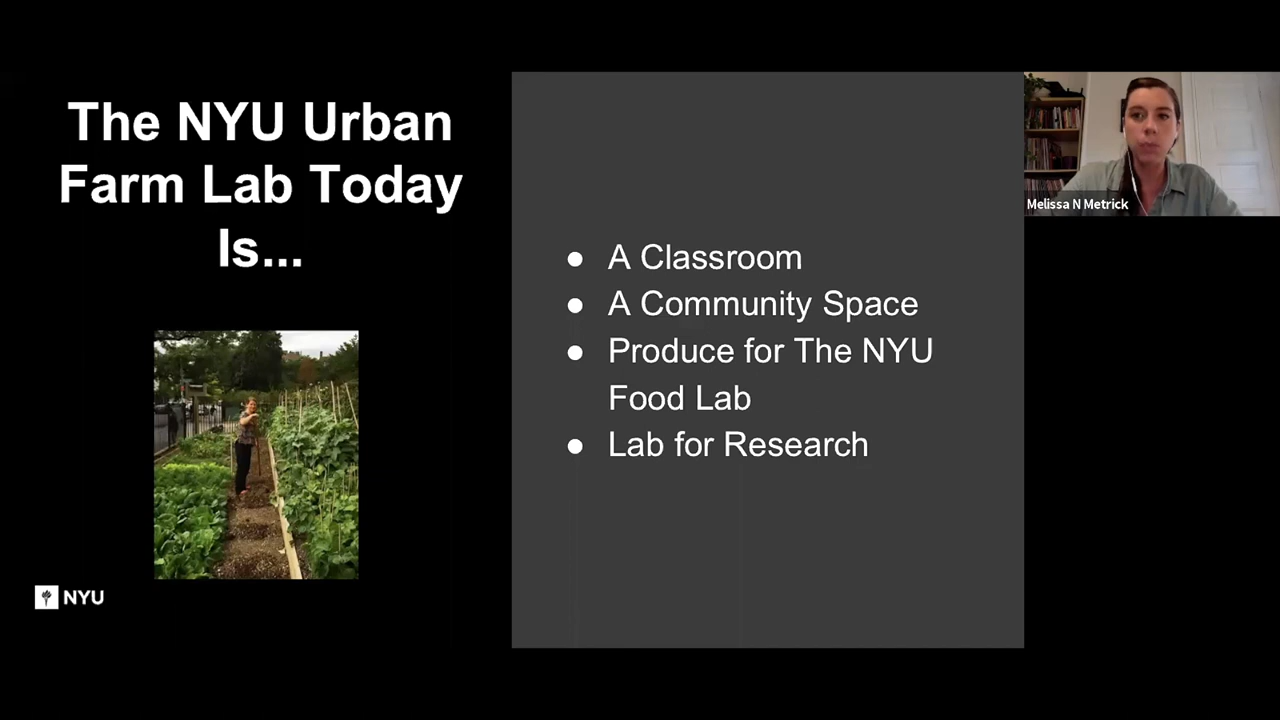 The NYU Urban
Farm Lab Today
Is...
● A Classroom
● A Community Space
● Produce for The NYU
Food Lab
● Lab for Research
Melissa N Metrick
NYU